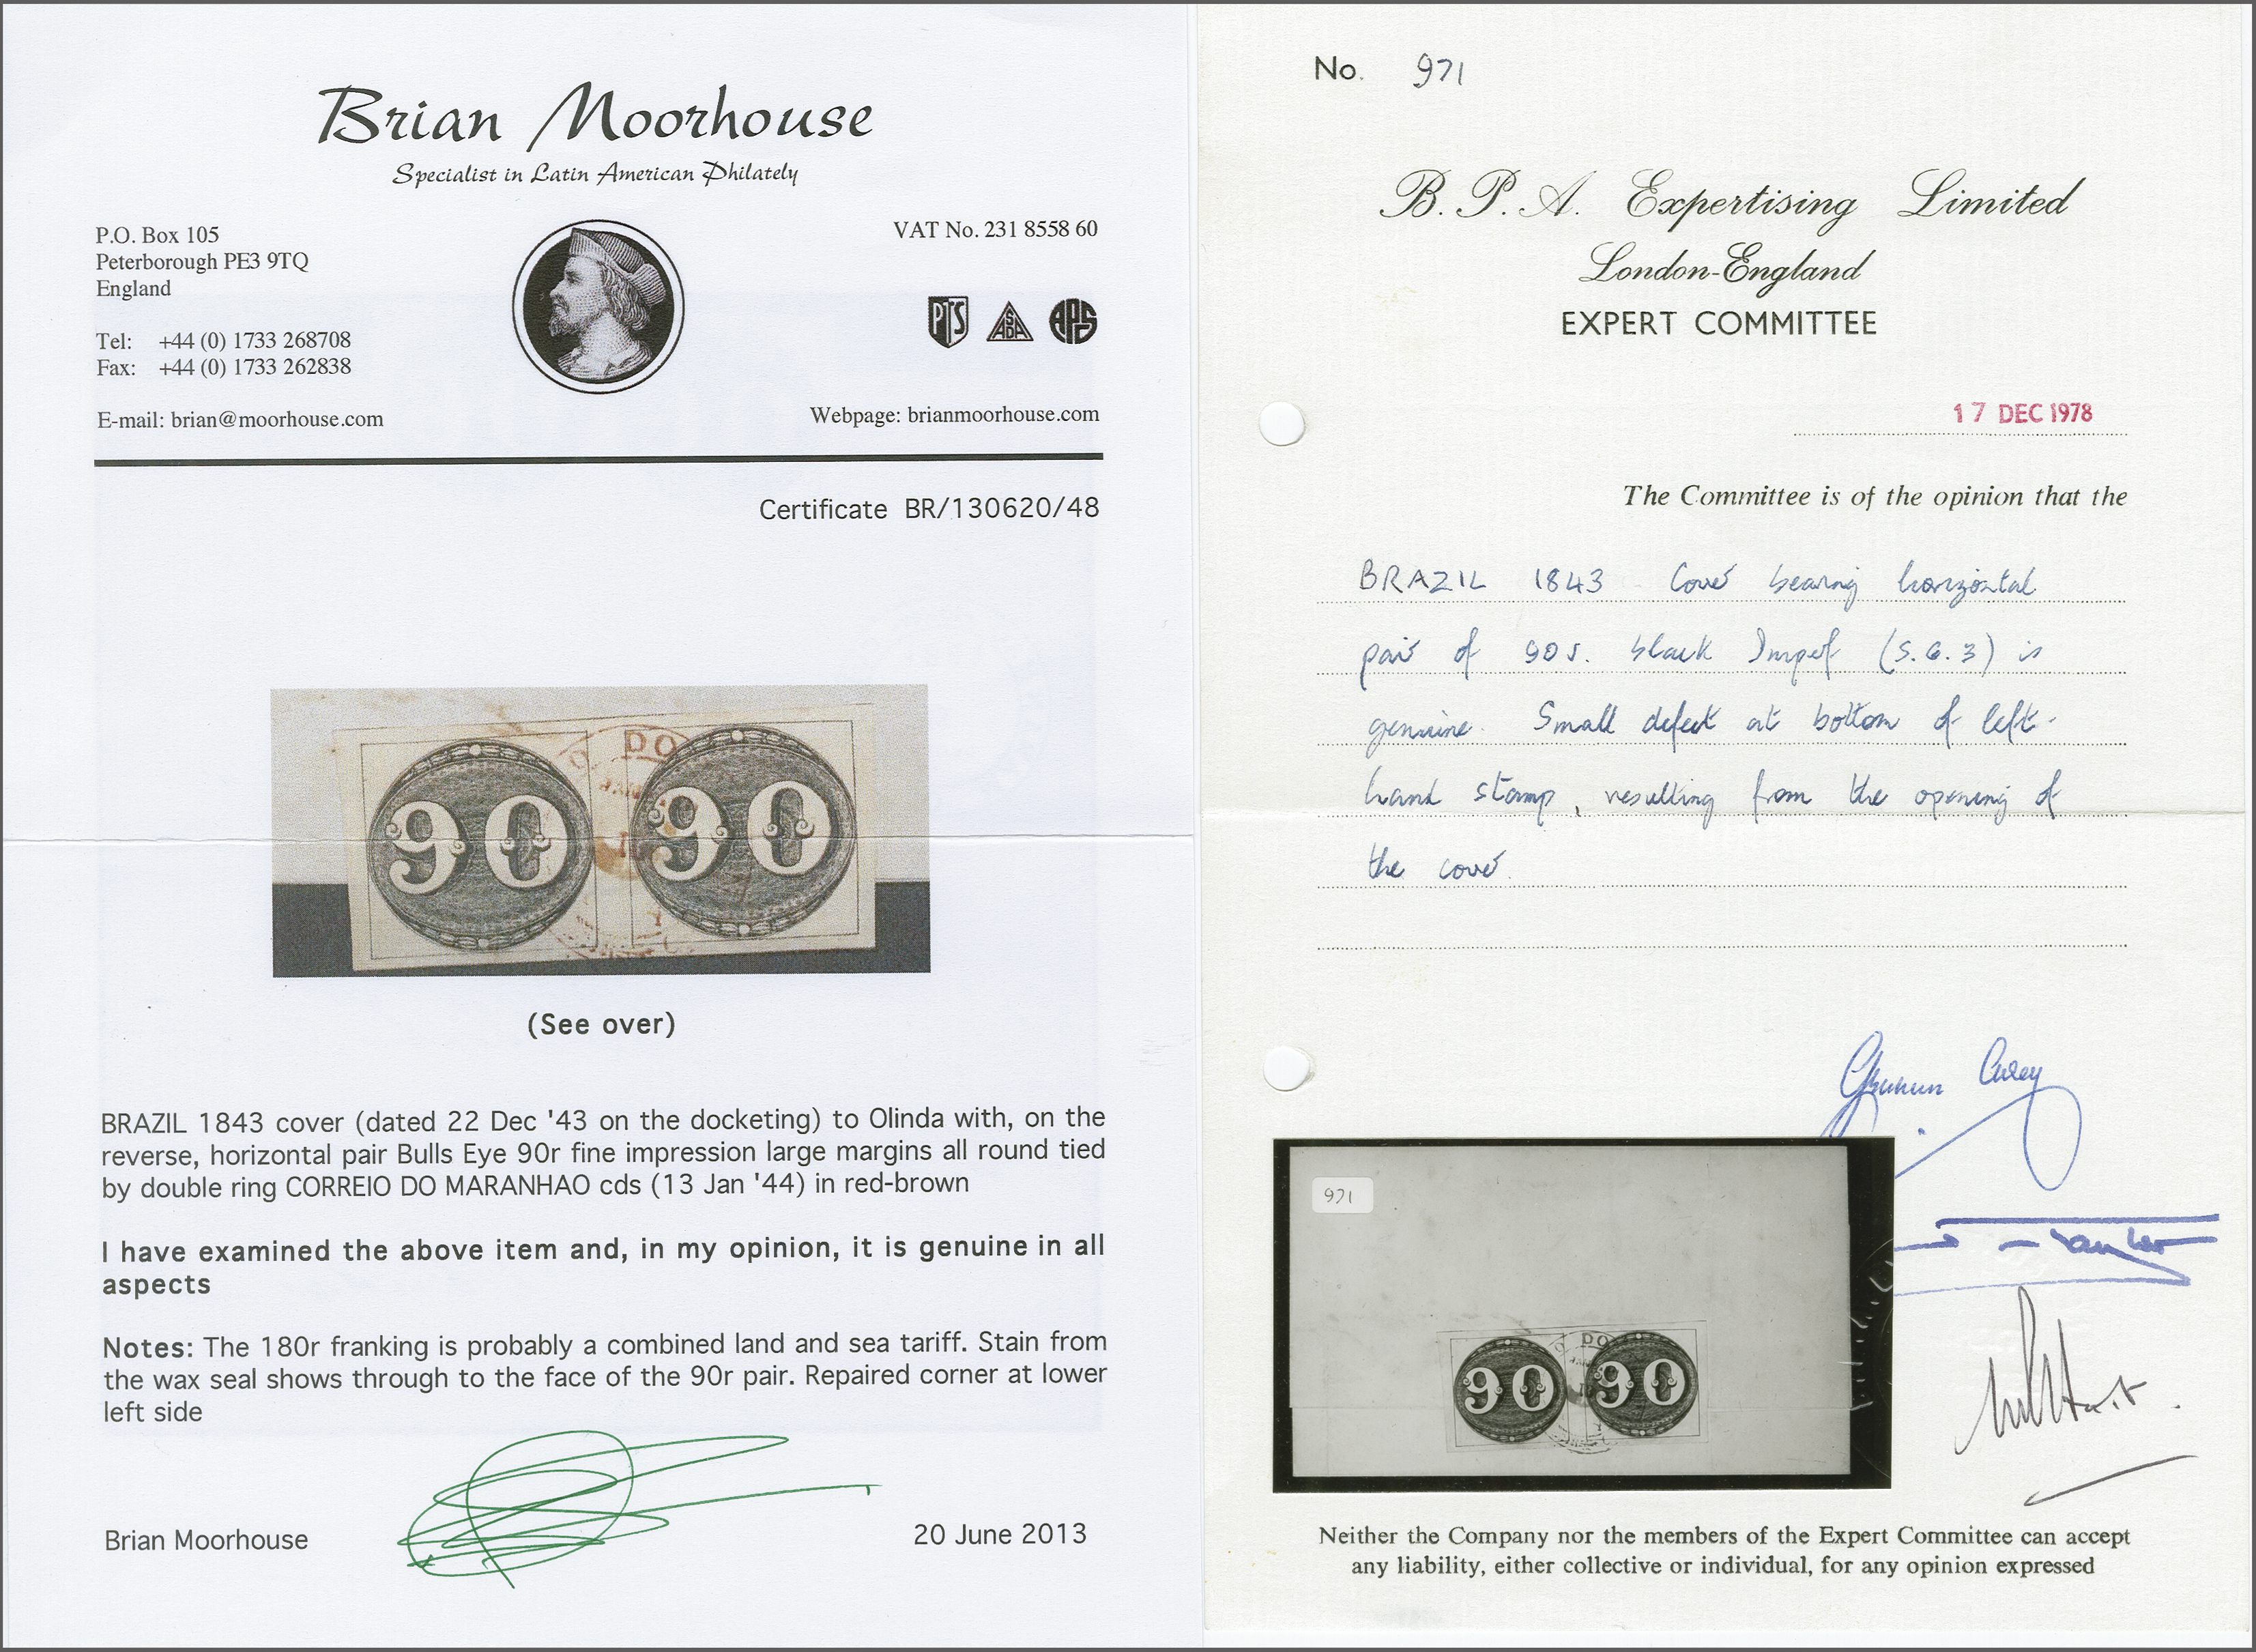 Brian Moorhouse
Specialist in Latin American Philately
P.O. Box 105
Peterborough PE3 9TQ
England
Tel: +44 (0) 1733 268708
Fax: +44 (0) 1733 262838
E-mail: brian@moorhouse.com
VAT No. 231 8558 60
PTS ASDA APS
Webpage: brianmoorhouse.com
Certificate BR/130620/48
DO
90 90
(See over)
BRAZIL 1843 cover (dated 22 Dec '43 on the docketing) to Olinda with, on the
reverse, horizontal pair Bulls Eye 90r fine impression large margins all round tied
by double ring CORREIO DO MARANHAO cds (13 Jan '44) in red-brown
I have examined the above item and, in my opinion, it is genuine in all
aspects
Notes: The 180r franking is probably a combined land and sea tariff. Stain from
the wax seal shows through to the face of the 90r pair. Repaired corner at lower
left side
Brian Moorhouse
20 June 2013
No. 971
B. P. A. Expertising Limited
London-England
EXPERT COMMITTEE
17 DEC 1978
The Committee is of the opinion that the
BRAZIL 1843 Cover bearing horizontal
pair of 90r. black Imperf (S.G.3) is
genuine. Small defect at bottom of left-
hand stamp, resulting from the opening of
the cover.
971
DO
90 90
Neither the Company nor the members of the Expert Committee can accept
any liability, either collective or individual, for any opinion expressed